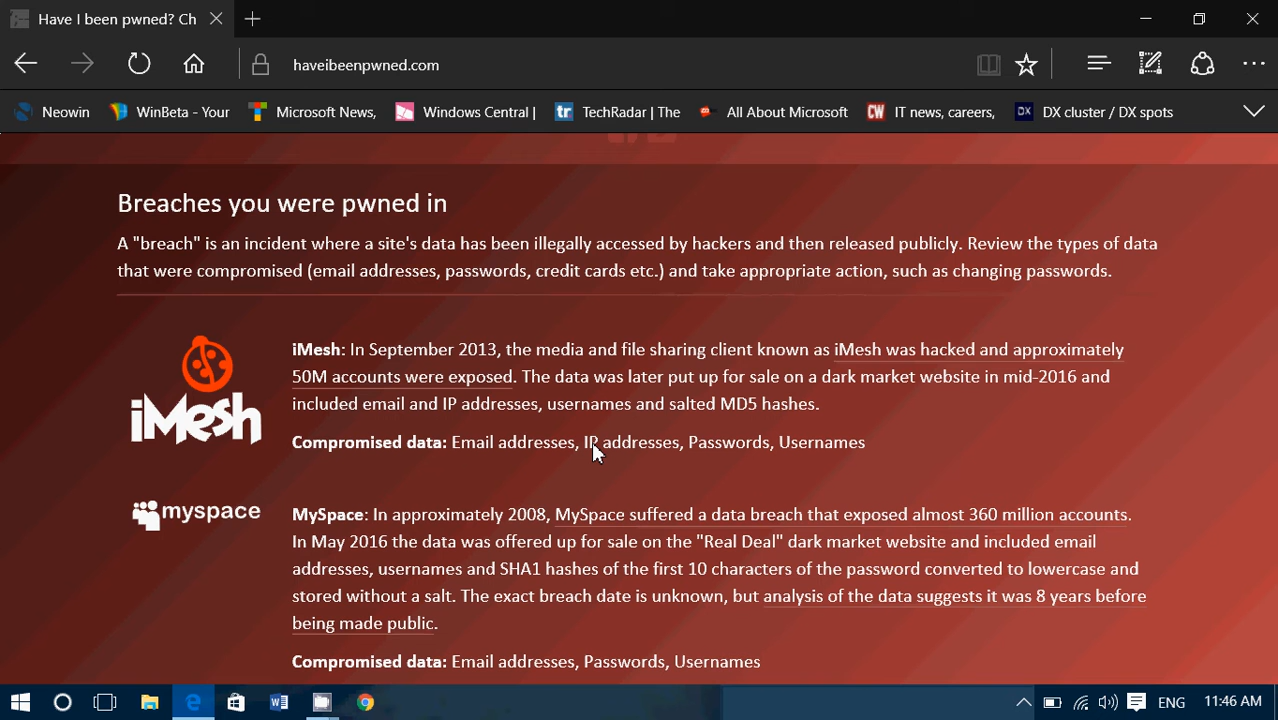 Have I been pwned? Ch
haveibeenpwned.com
Neowin WinBeta - Your Microsoft News, Windows Central | tr TechRadar | The All About Microsoft CW IT news, careers, DX DX cluster / DX spots
Breaches you were pwned in
A "breach" is an incident where a site's data has been illegally accessed by hackers and then released publicly. Review the types of data
that were compromised (email addresses, passwords, credit cards etc.) and take appropriate action, such as changing passwords.
iMesh: In September 2013, the media and file sharing client known as iMesh was hacked and approximately
50M accounts were exposed. The data was later put up for sale on a dark market website in mid-2016 and
included email and IP addresses, usernames and salted MD5 hashes.
iMesh
Compromised data: Email addresses, IP addresses, Passwords, Usernames
myspace
MySpace: In approximately 2008, MySpace suffered a data breach that exposed almost 360 million accounts.
In May 2016 the data was offered up for sale on the "Real Deal" dark market website and included email
addresses, usernames and SHA1 hashes of the first 10 characters of the password converted to lowercase and
stored without a salt. The exact breach date is unknown, but analysis of the data suggests it was 8 years before
being made public.
Compromised data: Email addresses, Passwords, Usernames
ENG 11:46 AM